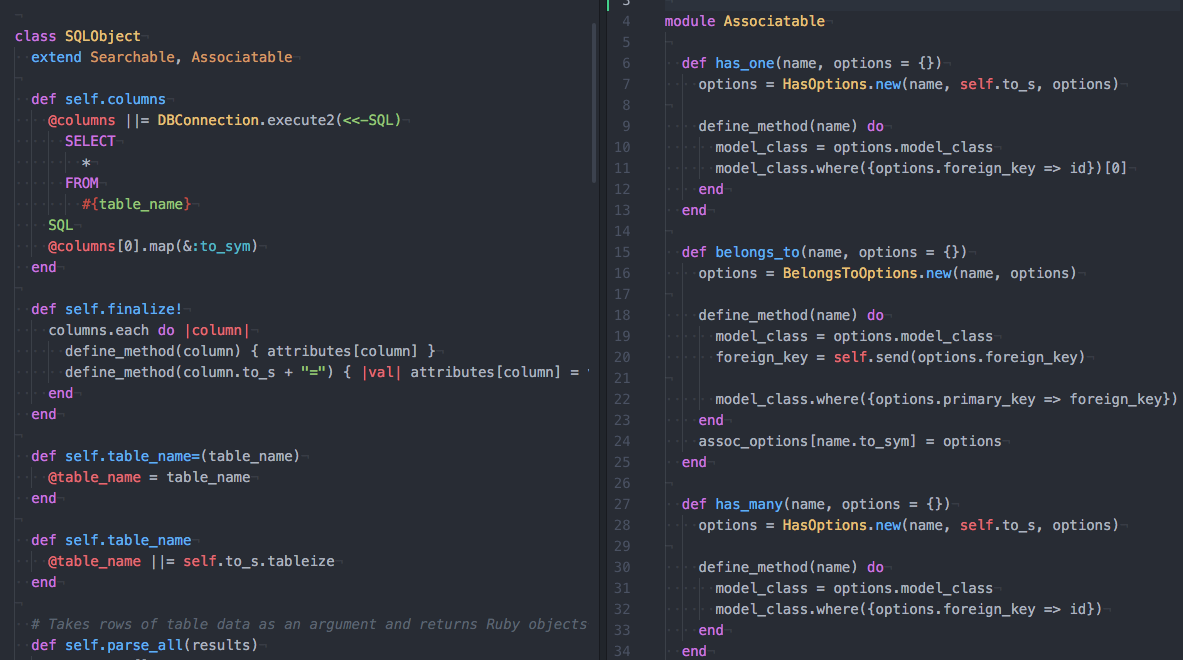 class SQLObject
  extend Searchable, Associatable

  def self.columns
    @columns ||= DBConnection.execute2(<<-SQL)
      SELECT
        *
      FROM
        #{table_name}
    SQL
    @columns[0].map(&:to_sym)
  end

  def self.finalize!
    columns.each do |column|
      define_method(column) { attributes[column] }
      define_method(column.to_s + "=") { |val| attributes[column] =
    end
  end

  def self.table_name=(table_name)
    @table_name = table_name
  end

  def self.table_name
    @table_name ||= self.to_s.tableize
  end

  # Takes rows of table data as an argument and returns Ruby objects
  def self.parse_all(results)
3
4 module Associatable
5
6   def has_one(name, options = {})
7     options = HasOptions.new(name, self.to_s, options)
8
9     define_method(name) do
10       model_class = options.model_class
11       model_class.where({options.foreign_key => id})[0]
12     end
13   end
14
15   def belongs_to(name, options = {})
16     options = BelongsToOptions.new(name, options)
17
18     define_method(name) do
19       model_class = options.model_class
20       foreign_key = self.send(options.foreign_key)
21
22       model_class.where({options.primary_key => foreign_key})
23     end
24     assoc_options[name.to_sym] = options
25   end
26
27   def has_many(name, options = {})
28     options = HasOptions.new(name, self.to_s, options)
29
30     define_method(name) do
31       model_class = options.model_class
32       model_class.where({options.foreign_key => id})
33     end
34   end